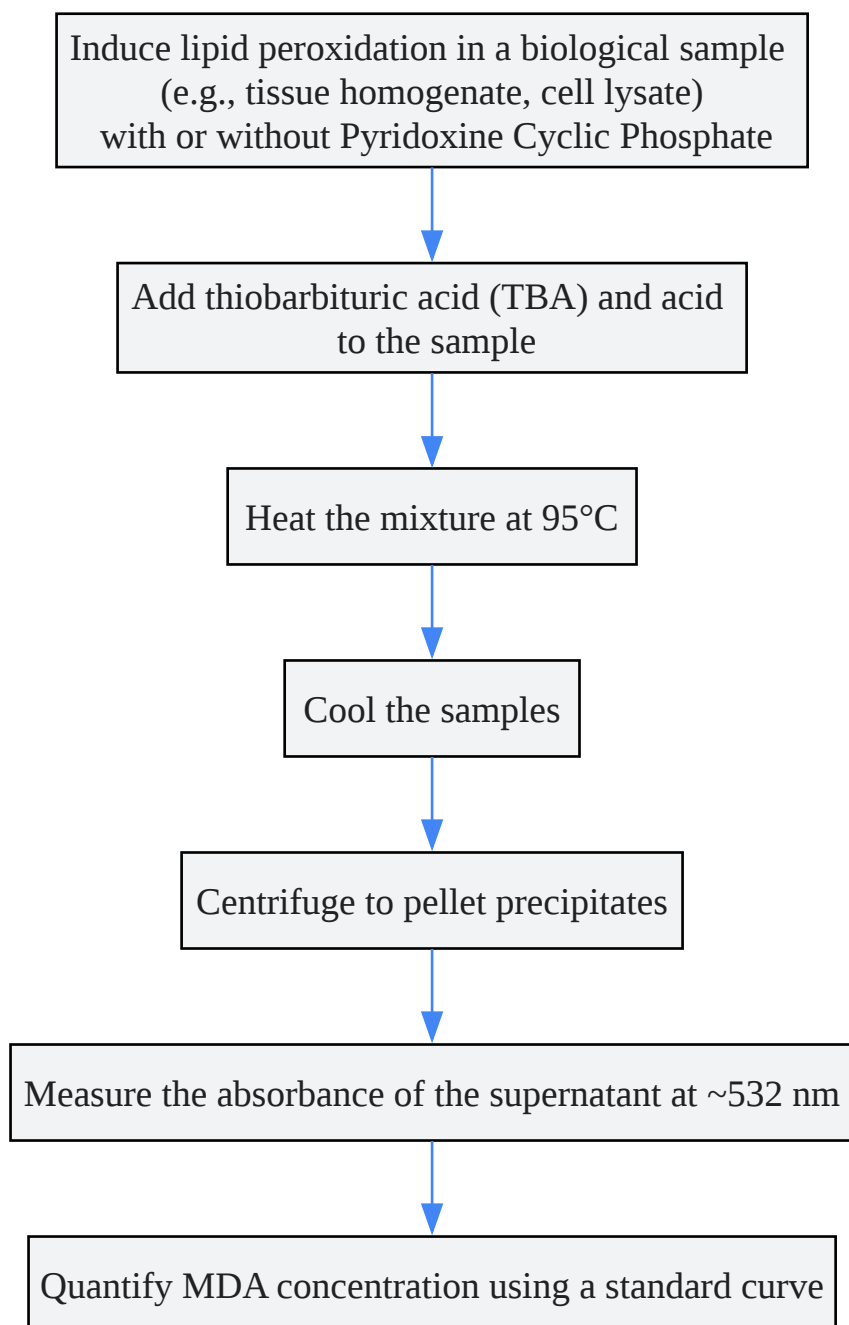 Induce lipid peroxidation in a biological sample
(e.g., tissue homogenate, cell lysate)
with or without Pyridoxine Cyclic Phosphate
Add thiobarbituric acid (TBA) and acid
to the sample
Heat the mixture at 95°C
Cool the samples
Centrifuge to pellet precipitates
Measure the absorbance of the supernatant at ~532 nm
Quantify MDA concentration using a standard curve